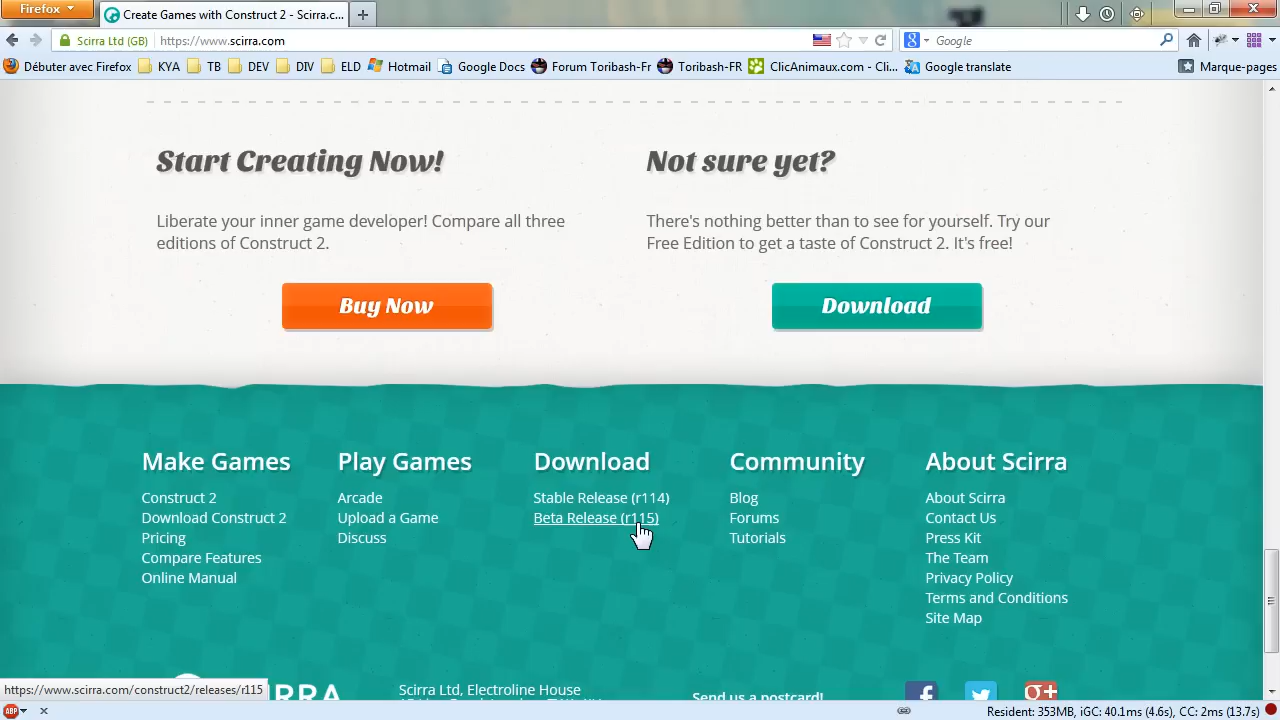 Firefox
Create Games with Construct 2 - Scirra.c...
Scirra Ltd (GB)
https://www.scirra.com
Google
Débuter avec Firefox
KYA
TB
DEV
DIV
ELD
Hotmail
Google Docs
Forum Toribash-Fr
Toribash-FR
ClicAnimaux.com - Cli...
Google translate
Marque-pages
Start Creating Now!
Liberate your inner game developer! Compare all three
editions of Construct 2.
Buy Now
Not sure yet?
There's nothing better than to see for yourself. Try our
Free Edition to get a taste of Construct 2. It's free!
Download
Make Games
Construct 2
Download Construct 2
Pricing
Compare Features
Online Manual
Play Games
Arcade
Upload a Game
Discuss
Download
Stable Release (r114)
Beta Release (r115)
Community
Blog
Forums
Tutorials
About Scirra
About Scirra
Contact Us
Press Kit
The Team
Privacy Policy
Terms and Conditions
Site Map
Scirra Ltd, Electroline House
Send us a postcard!
https://www.scirra.com/construct2/releases/r115
ABP
Resident: 353MB, iGC: 40.1ms (4.6s), CC: 2ms (13.7s)